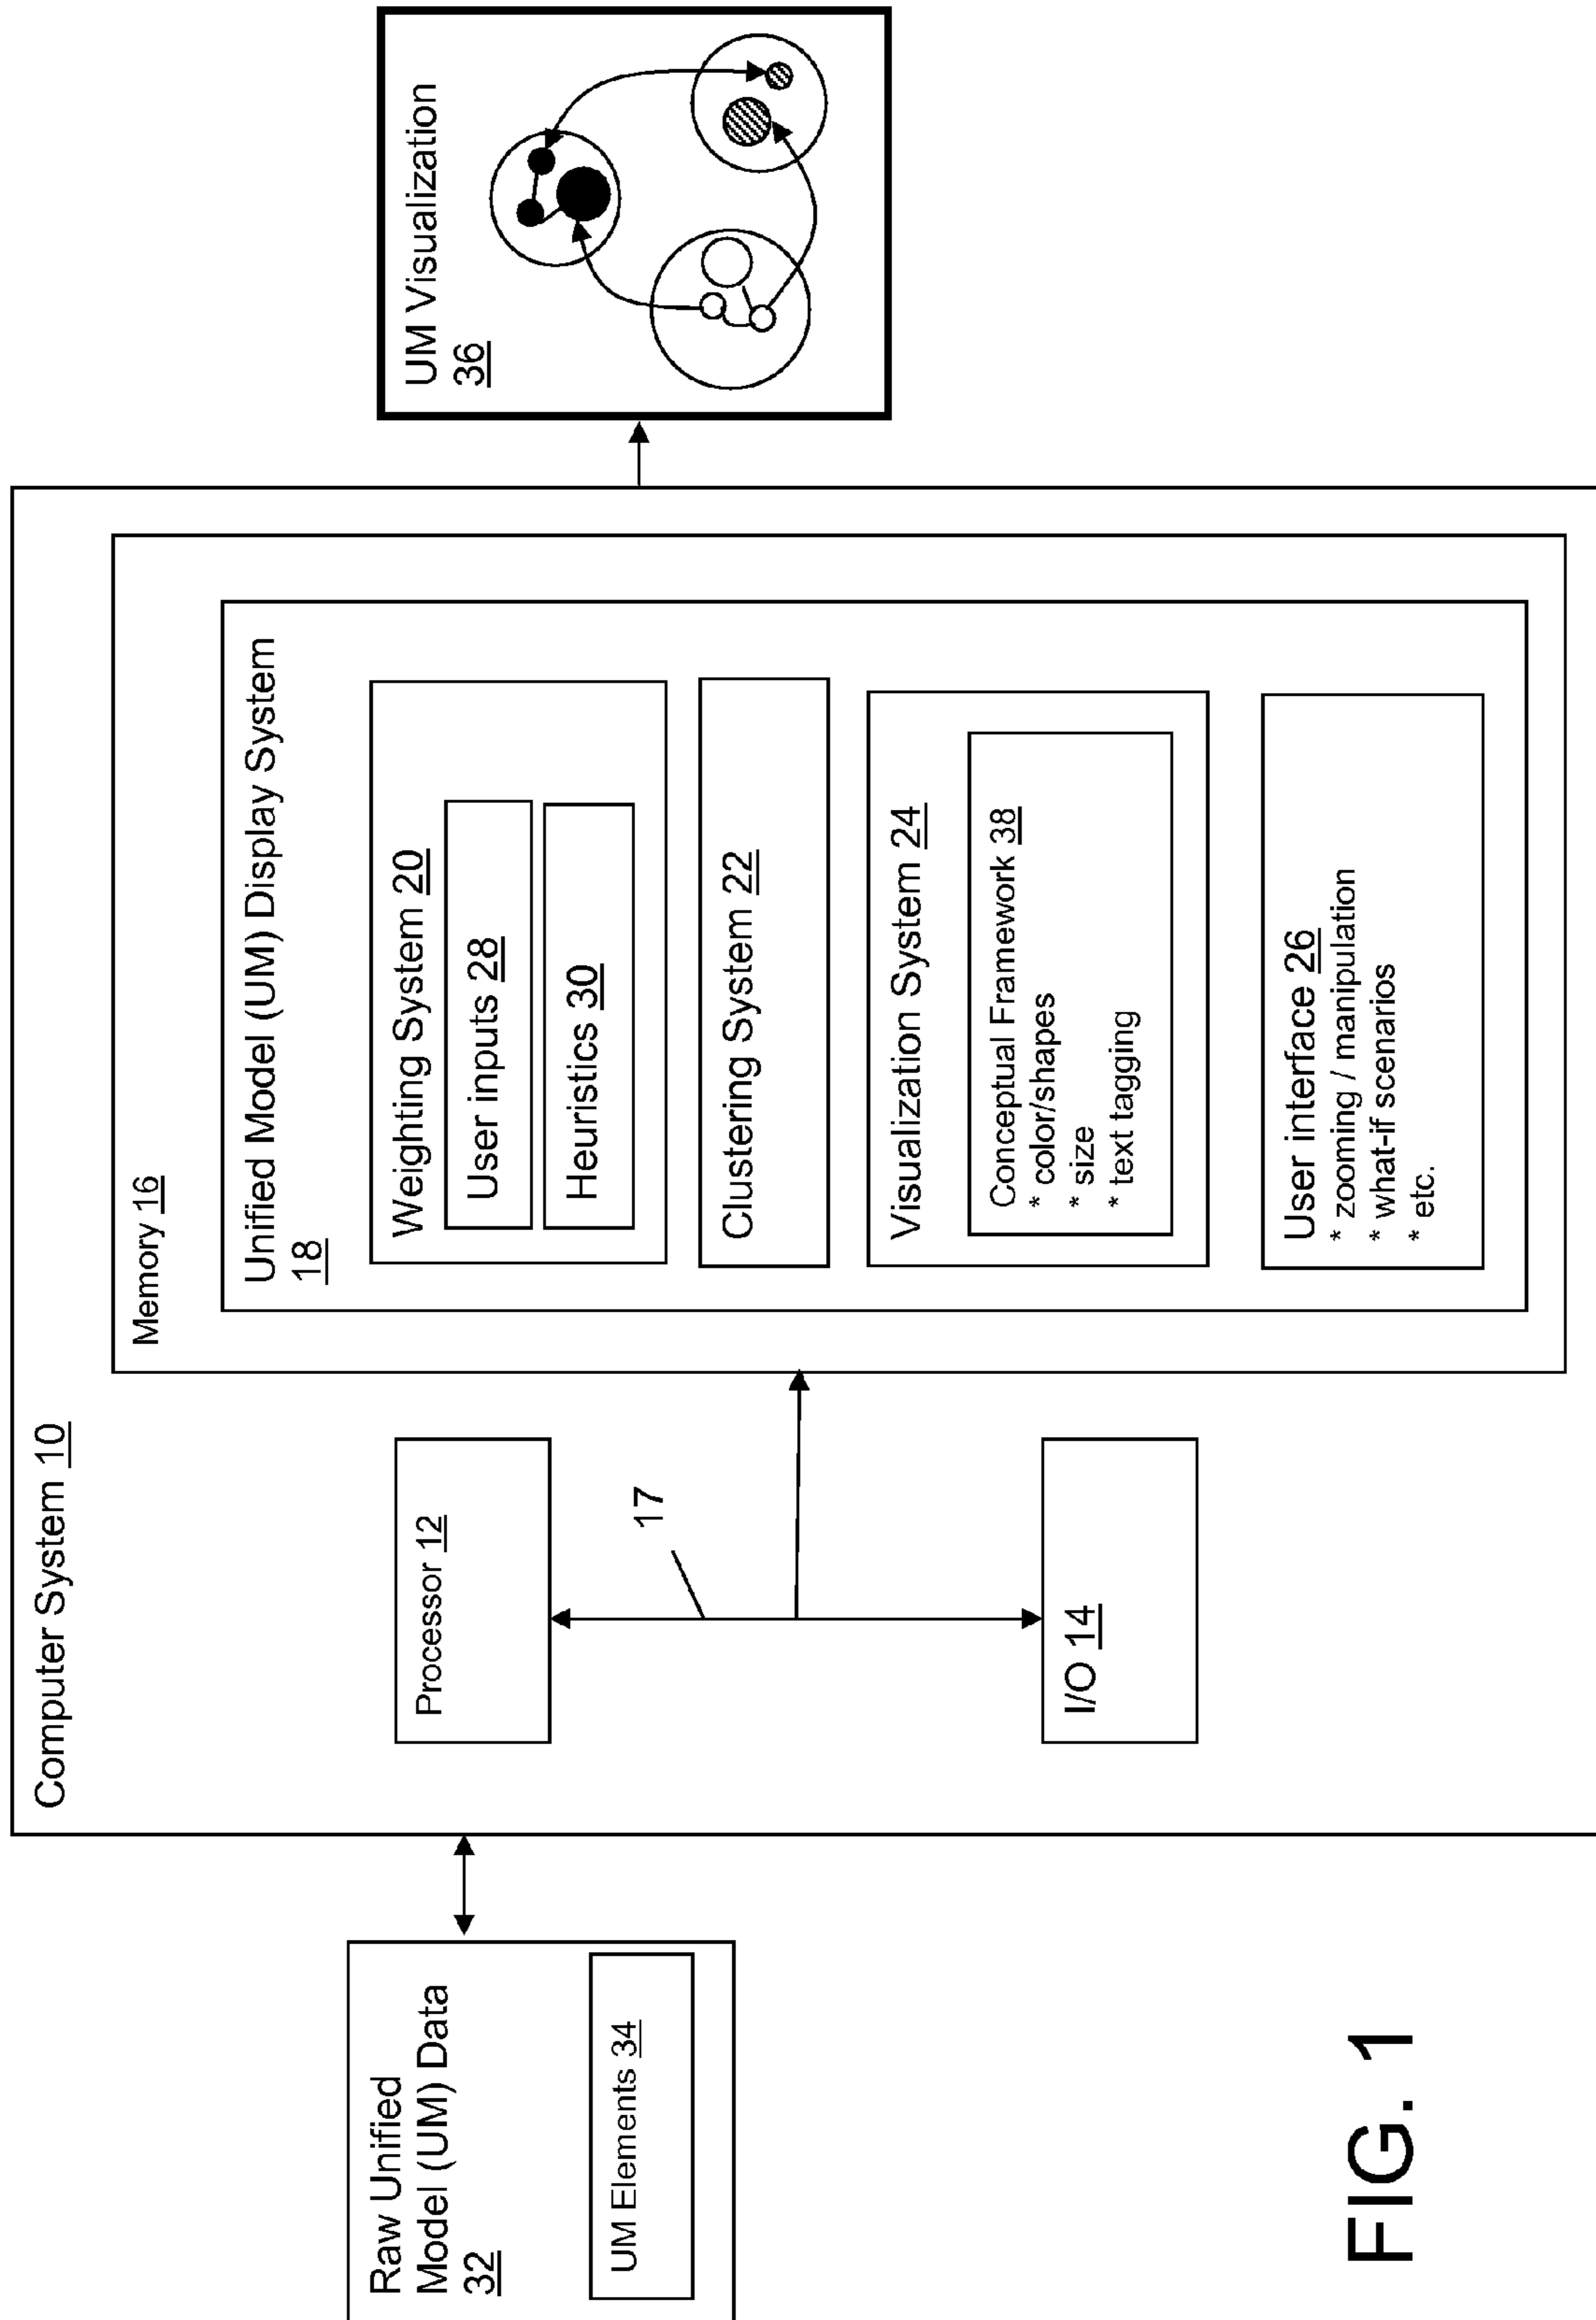 Computer System 10
Memory 16
Unified Model (UM) Display System
18
Weighting System 20
User inputs 28
Heuristics 30
Clustering System 22
Visualization System 24
Conceptual Framework 38
* color/shapes
* size
* text tagging
User interface 26
* zooming / manipulation
* what-if scenarios
* etc.
Processor 12
17
I/O 14
Raw Unified
Model (UM) Data
32
UM Elements 34
UM Visualization
36
FIG. 1